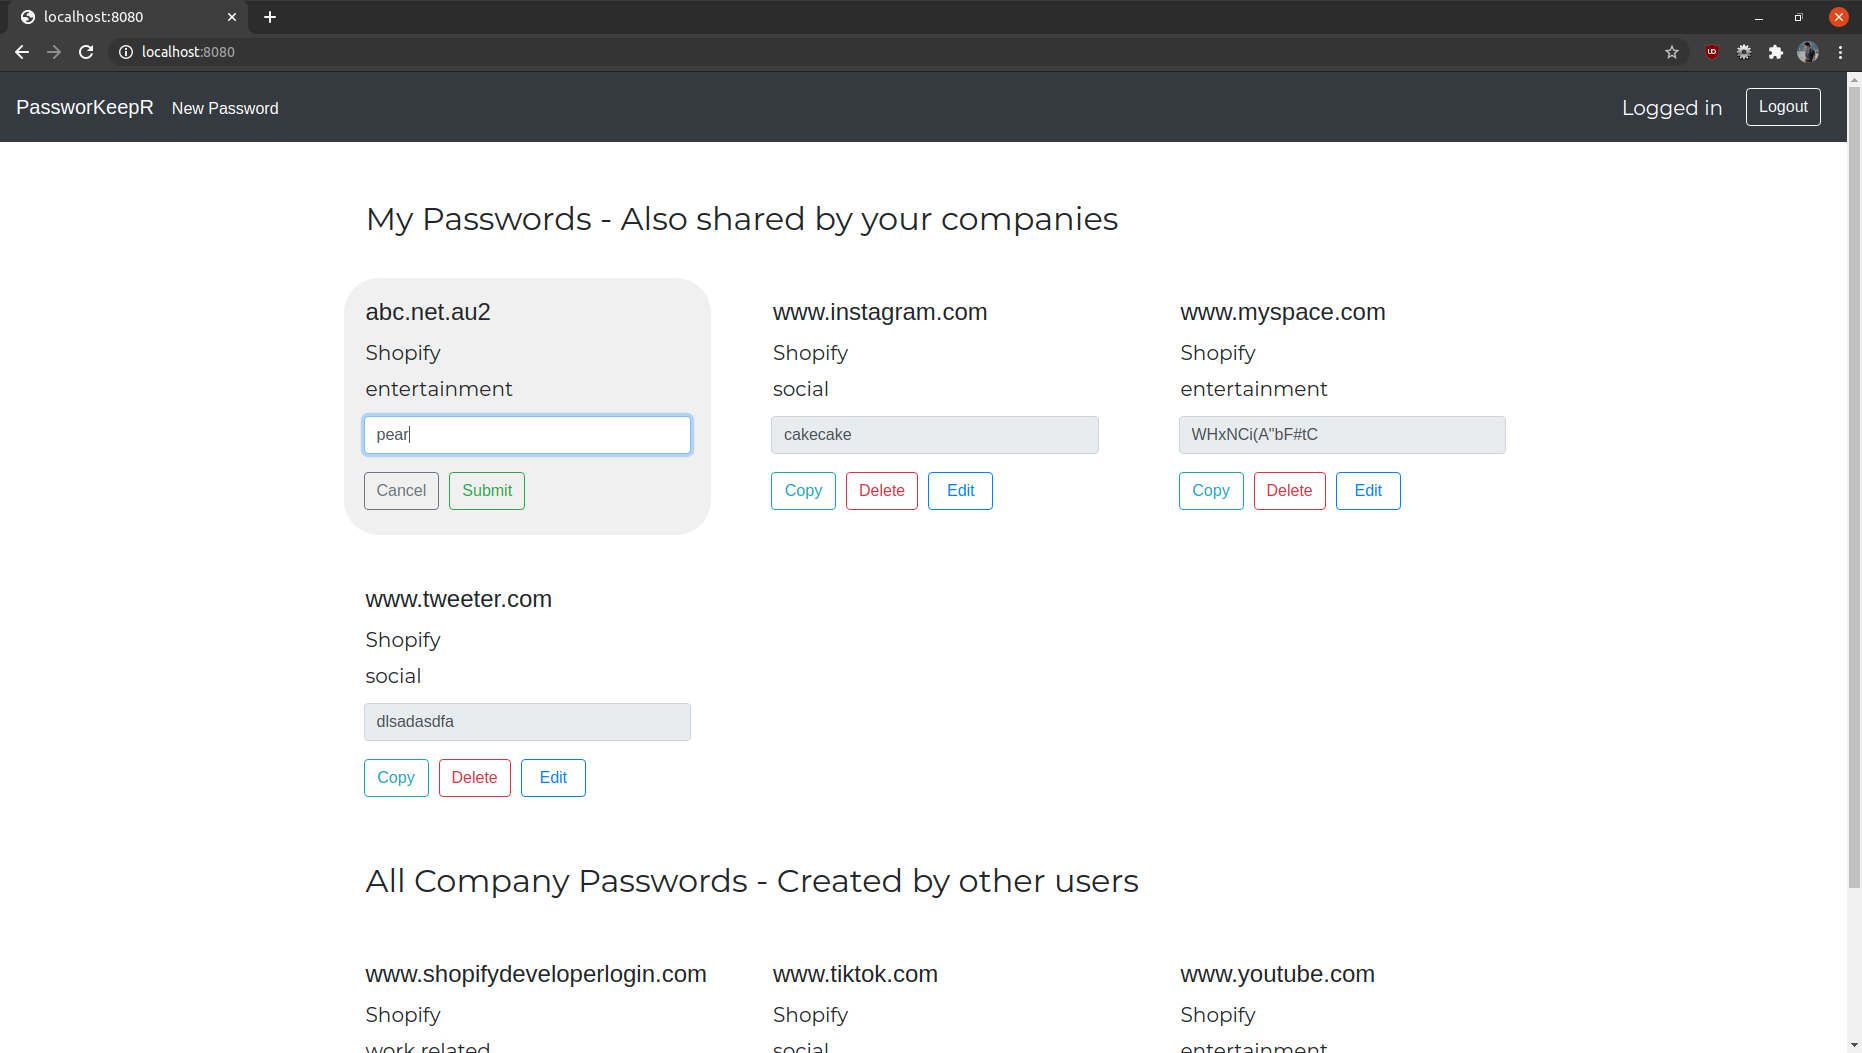 localhost:8080
localhost:8080
PassworKeepR New Password Logged in Logout
My Passwords - Also shared by your companies
abc.net.au2 www.instagram.com www.myspace.com
Shopify Shopify Shopify
entertainment social entertainment
pear cakecake WHxNCi(A"bF#tC
Cancel Submit Copy Delete Edit Copy Delete Edit
www.tweeter.com
Shopify
social
dlsadasdfa
Copy Delete Edit
All Company Passwords - Created by other users
www.shopifydeveloperlogin.com www.tiktok.com www.youtube.com
Shopify Shopify Shopify
work related social entertainment